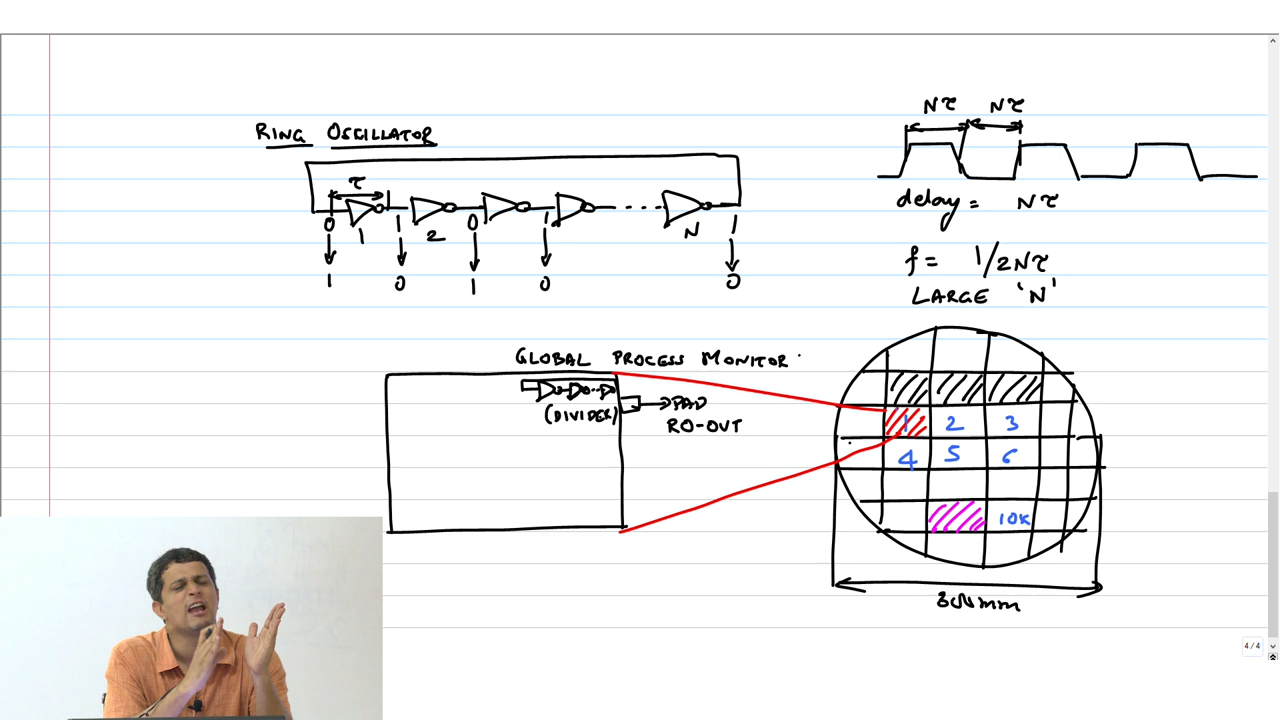 RING OSCILLATOR
τ
0 1 0 1 1
1 2 N
1 0 1 0 0
Nτ Nτ
delay = Nτ
f = 1/2Nτ
LARGE 'N'
GLOBAL PROCESS MONITOR
(DIVIDER)
PAD
RO-OUT
1 2 3
4 5 6
10K
300mm
4/4